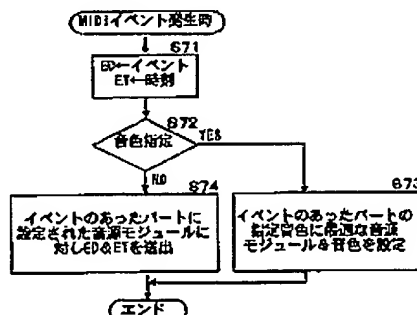 MIDIイベント発生時
S71
ED←イベント
ET←時刻
S72
音色指定
YES
NO
S74
イベントのあったパートに
設定された音源モジュールに
対しED&ETを送出
S73
イベントのあったパートの
指定音色に最適な音源
モジュール&音色を設定
エンド